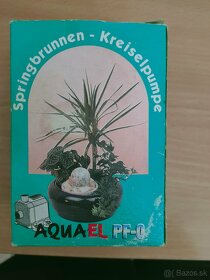 Springbrunnen - Kreiselpumpe
AQUAEL PF-0
Bazos.sk